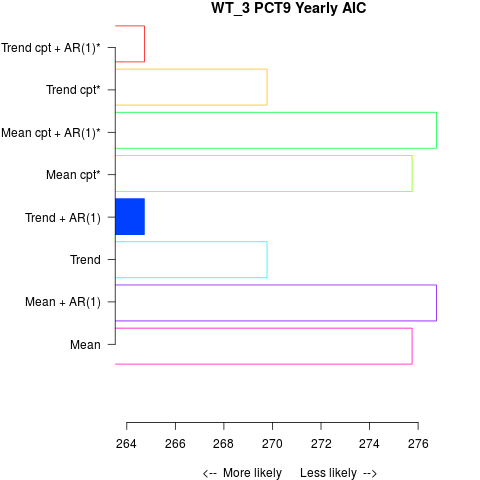 WT_3 PCT9 Yearly AIC
Trend cpt + AR(1)*
Trend cpt*
Mean cpt + AR(1)*
Mean cpt*
Trend + AR(1)
Trend
Mean + AR(1)
Mean
264 266 268 270 272 274 276
<-- More likely Less likely -->